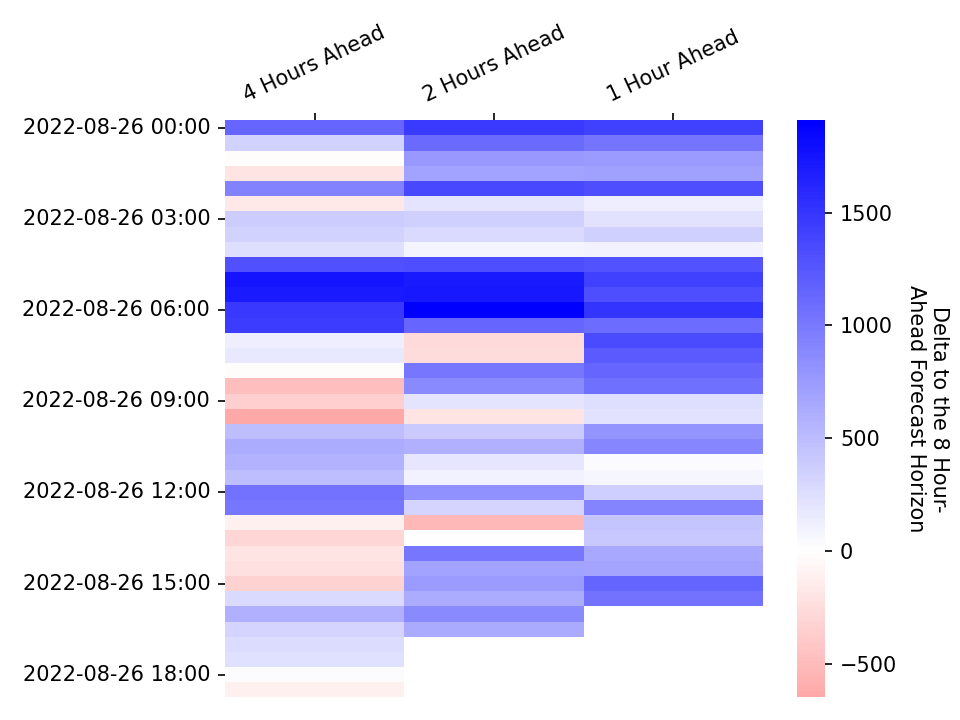 4 Hours Ahead
2 Hours Ahead
1 Hour Ahead
2022-08-26 00:00
2022-08-26 03:00
2022-08-26 06:00
2022-08-26 09:00
2022-08-26 12:00
2022-08-26 15:00
2022-08-26 18:00
1500
1000
500
0
−500
Delta to the 8 Hour-
Ahead Forecast Horizon